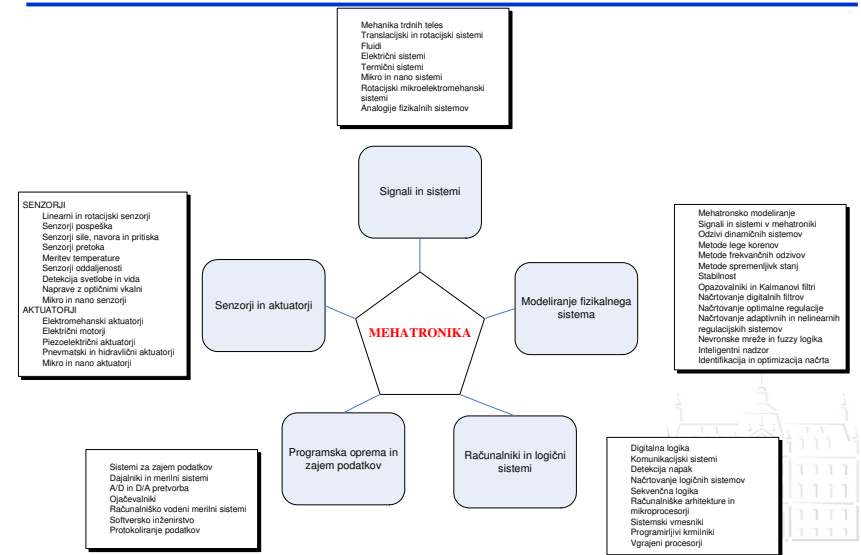 Mehanika trdnih teles
Translacijski in rotacijski sistemi
Fluidi
Električni sistemi
Termični sistemi
Mikro in nano sistemi
Rotacijski mikroelektromehanski
sistemi
Analogije fizikalnih sistemov
Signali in sistemi
SENZORJI
Linearni in rotacijski senzorji
Senzorji pospeška
Senzorji sile, navora in pritiska
Senzorji pretoka
Meritev temperature
Senzorji oddaljenosti
Detekcija svetlobe in vida
Naprave z optičnimi vkalni
Mikro in nano senzorji
AKTUATORJI
Elektromehanski aktuatorji
Električni motorji
Piezoelektrični aktuatorji
Pnevmatski in hidravlični aktuatorji
Mikro in nano aktuatorji
Senzorji in aktuatorji
MEHATRONIKA
Modeliranje fizikalnega
sistema
Mehatronsko modeliranje
Signali in sistemi v mehatroniki
Odzivi dinamičnih sistemov
Metode lege korenov
Metode frekvančnih odzivov
Metode spremenljivk stanj
Stabilnost
Opazovalniki in Kalmanovi filtri
Načrtovanje digitalnih filtrov
Načrtovanje optimalne regulacije
Načrtovanje adaptivnih in nelinearnih
regulacijskih sistemov
Nevronske mreže in fuzzy logika
Inteligentni nadzor
Identifikacija in optimizacija načrta
Programska oprema in
zajem podatkov
Računalniki in logični
sistemi
Sistemi za zajem podatkov
Dajalniki in merilni sistemi
A/D in D/A pretvorba
Ojačevalniki
Računalniško vodeni merilni sistemi
Softversko inženirstvo
Protokoliranje podatkov
Digitalna logika
Komunikacijski sistemi
Detekcija napak
Načrtovanje logičnih sistemov
Sekvenčna logika
Računalniške arhitekture in
mikroprocesorji
Sistemski vmesniki
Programirljivi krmilniki
Vgrajeni procesorji